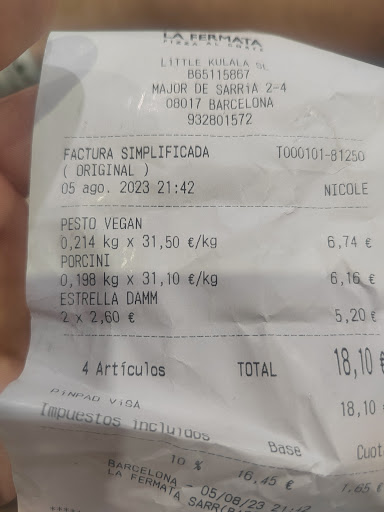 LA FERMATA
PIZZA AL CORTE
LITTLE KULALA SL
B65115867
MAJOR DE SARRIA 2-4
08017 BARCELONA
932801572
FACTURA SIMPLIFICADA T000101-81250
( ORIGINAL )
05 ago. 2023 21:42 NICOLE
PESTO VEGAN
0,214 kg x 31,50 €/kg 6,74 €
PORCINI
0,198 kg x 31,10 €/kg 6,16 €
ESTRELLA DAMM
2 x 2,60 € 5,20 €
4 Artículos TOTAL 18,10 €
PINPAD VISA 18,10
Impuestos incluidos Base Cuot
10 % 16,45 € 1,65 €
BARCELONA - 05/08/23 21:42
LA FERMATA SARR